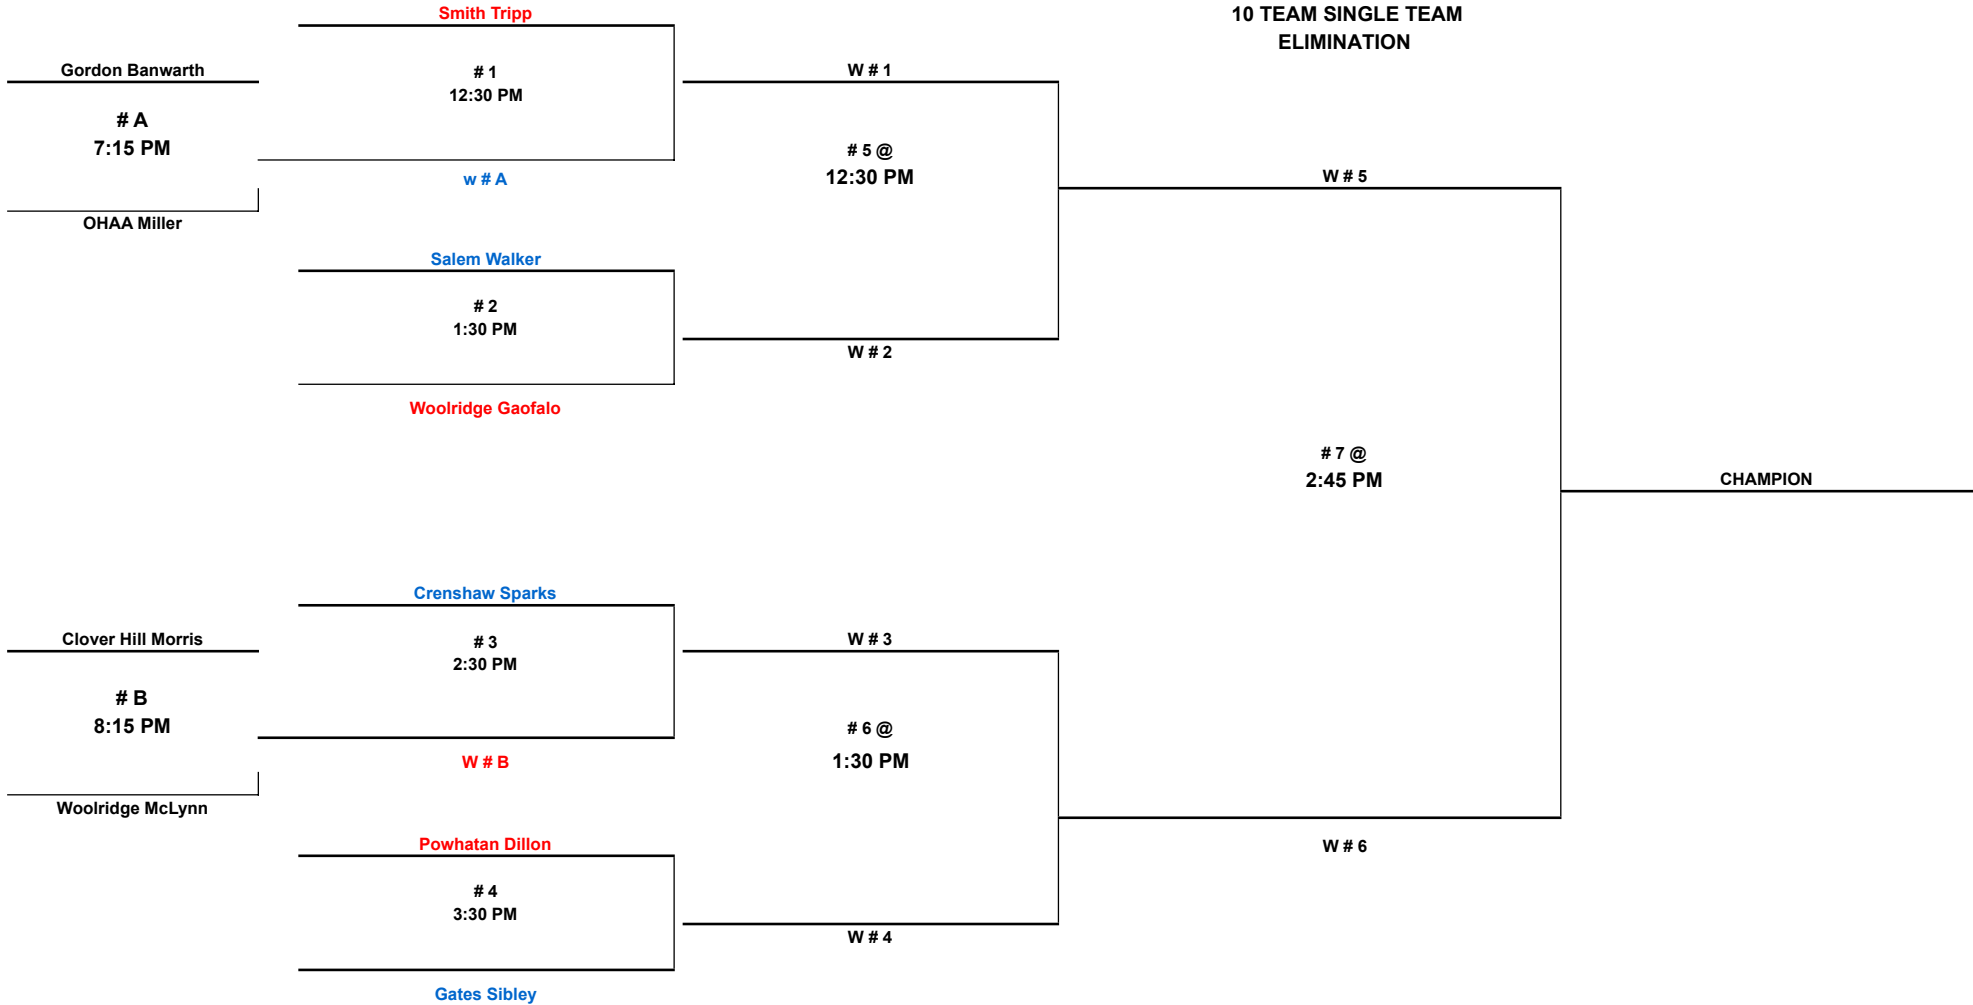 Smith Tripp
10 TEAM SINGLE TEAM
ELIMINATION
Gordon Banwarth
# 1
12:30 PM
W # 1
# A
7:15 PM
# 5 @
12:30 PM
w # A
W # 5
OHAA Miller
Salem Walker
# 2
1:30 PM
W # 2
Woolridge Gaofalo
# 7 @
2:45 PM
CHAMPION
Crenshaw Sparks
Clover Hill Morris
# 3
2:30 PM
W # 3
# B
8:15 PM
# 6 @
1:30 PM
W # B
Woolridge McLynn
Powhatan Dillon
W # 6
# 4
3:30 PM
W # 4
Gates Sibley